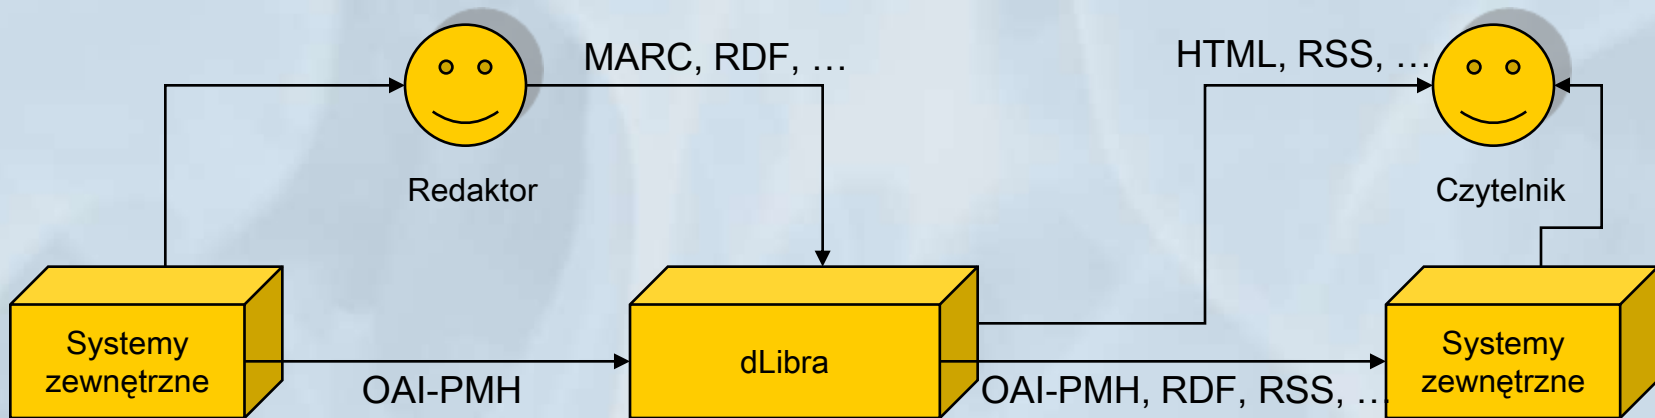 MARC, RDF, …
HTML, RSS, …
Redaktor
Czytelnik
Systemy
zewnętrzne
OAI-PMH
dLibra
OAI-PMH, RDF, RSS, …
Systemy
zewnętrzne